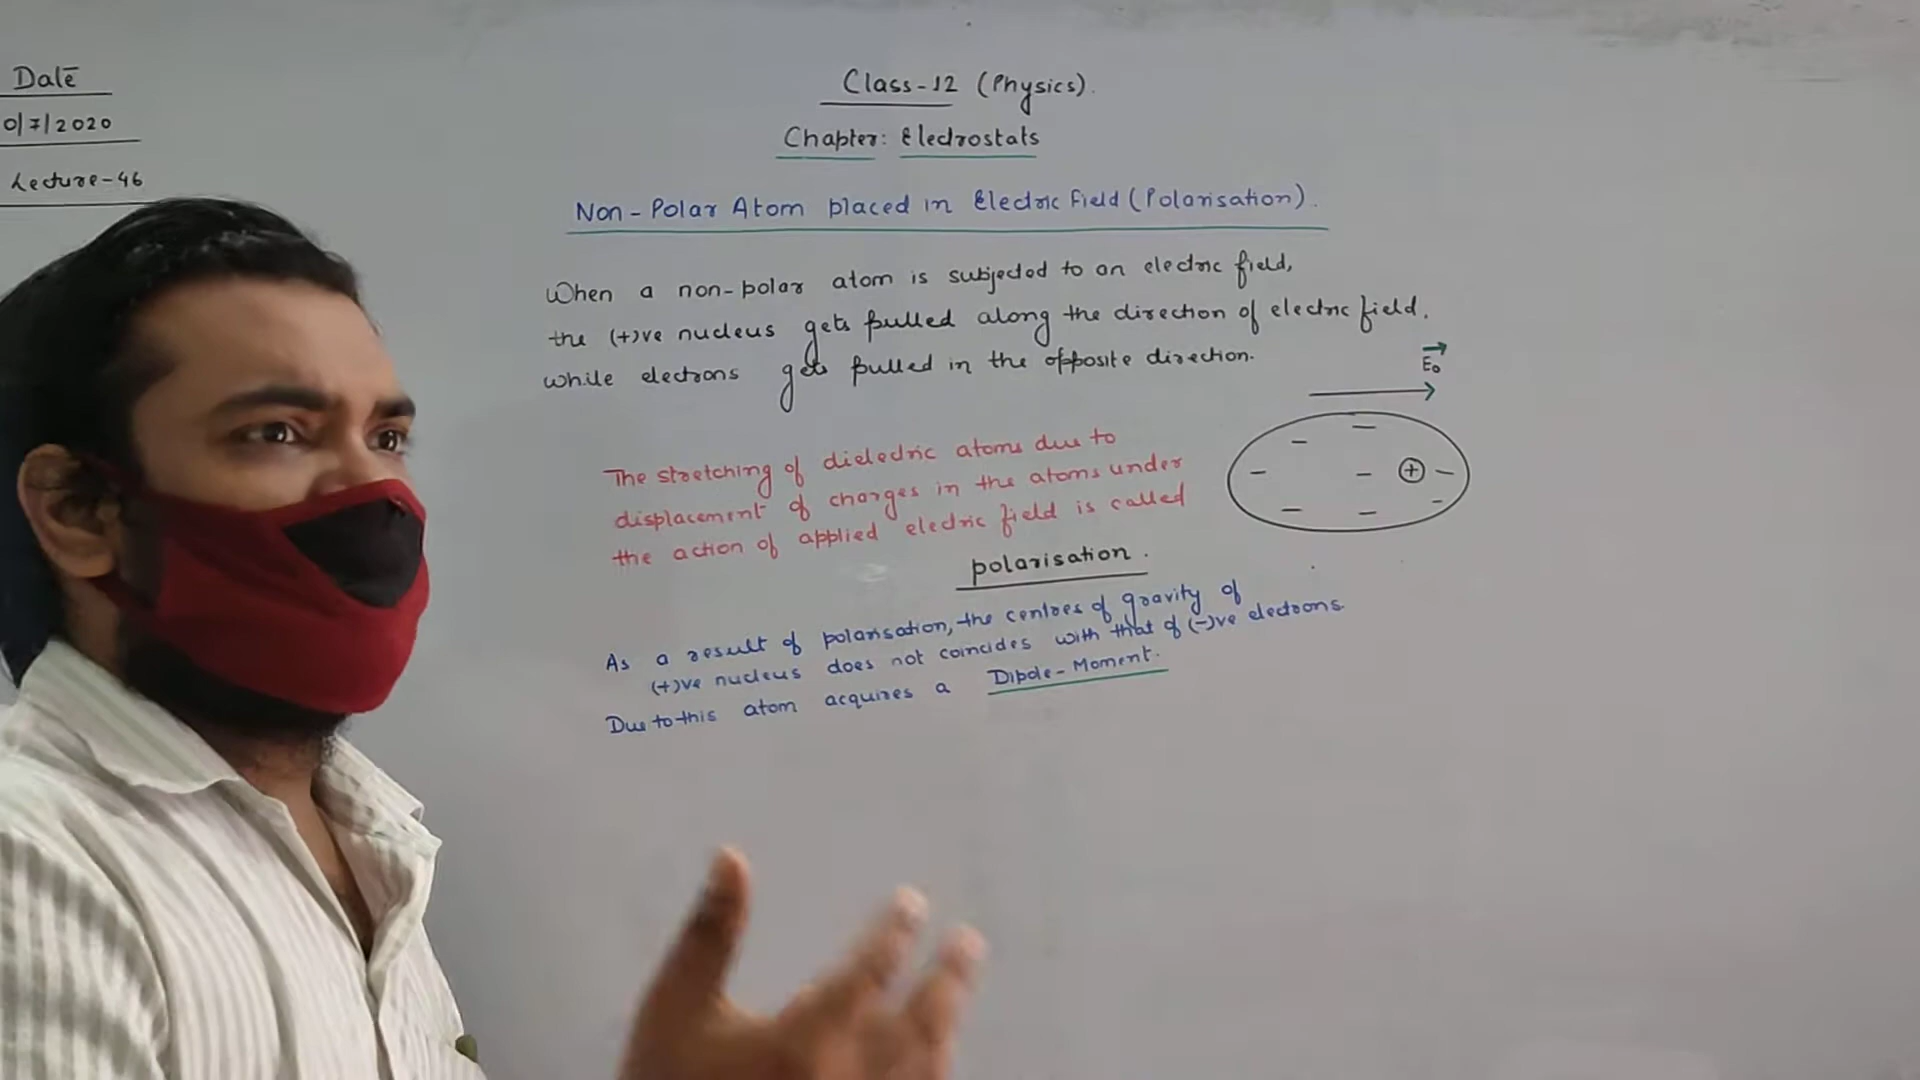 Date
0/7/2020
Lecture-46
Class-12 (Physics).
Chapter: Electrostats
Non-Polar Atom placed in Electric Field (Polarisation).
When a non-polar atom is subjected to an electric field,
the (+)ve nucleus gets pulled along the direction of electric field.
while electrons gets pulled in the opposite direction.
E₀
The stretching of dielectric atoms due to
displacement of charges in the atoms under
the action of applied electric field is called
polarisation.
As a result of polarisation, the centres of gravity of
(+)ve nucleus does not coincides with that of (-)ve electrons.
Due to this atom acquires a Dipole-Moment.